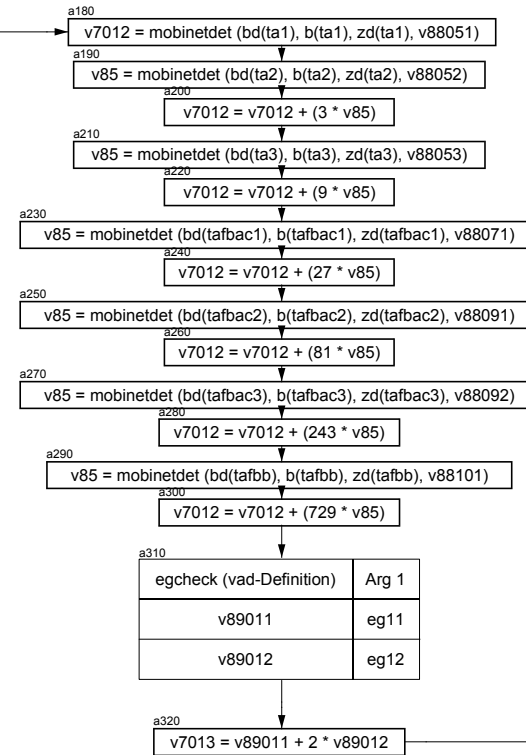 a180
v7012 = mobinetdet (bd(ta1), b(ta1), zd(ta1), v88051)
a190
v85 = mobinetdet (bd(ta2), b(ta2), zd(ta2), v88052)
a200
v7012 = v7012 + (3 * v85)
a210
v85 = mobinetdet (bd(ta3), b(ta3), zd(ta3), v88053)
a220
v7012 = v7012 + (9 * v85)
a230
v85 = mobinetdet (bd(tafbac1), b(tafbac1), zd(tafbac1), v88071)
a240
v7012 = v7012 + (27 * v85)
a250
v85 = mobinetdet (bd(tafbac2), b(tafbac2), zd(tafbac2), v88091)
a260
v7012 = v7012 + (81 * v85)
a270
v85 = mobinetdet (bd(tafbac3), b(tafbac3), zd(tafbac3), v88092)
a280
v7012 = v7012 + (243 * v85)
a290
v85 = mobinetdet (bd(tafbb), b(tafbb), zd(tafbb), v88101)
a300
v7012 = v7012 + (729 * v85)
a310
egcheck (vad-Definition) Arg 1
v89011 eg11
v89012 eg12
a320
v7013 = v89011 + 2 * v89012